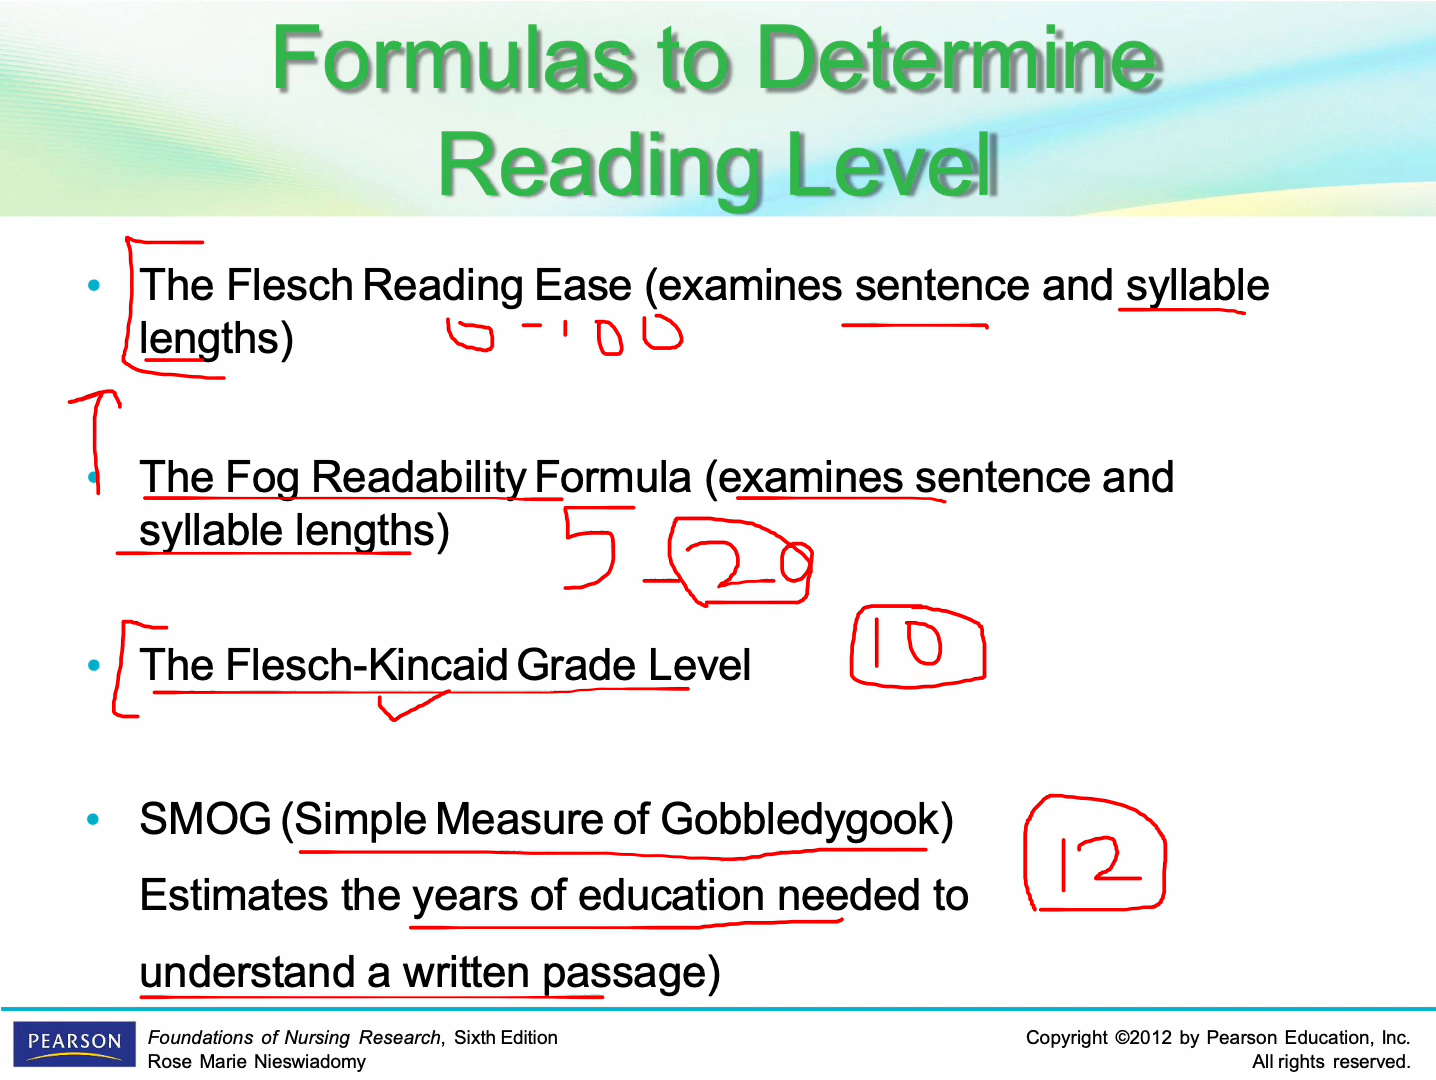 Formulas to Determine
Reading Level
• The Flesch Reading Ease (examines sentence and syllable
lengths)
0 - 100
• The Fog Readability Formula (examines sentence and
syllable lengths)
5 - 20
• The Flesch-Kincaid Grade Level
10
• SMOG (Simple Measure of Gobbledygook)
12
Estimates the years of education needed to
understand a written passage)
PEARSON
Foundations of Nursing Research, Sixth Edition
Rose Marie Nieswiadomy
Copyright ©2012 by Pearson Education, Inc.
All rights reserved.